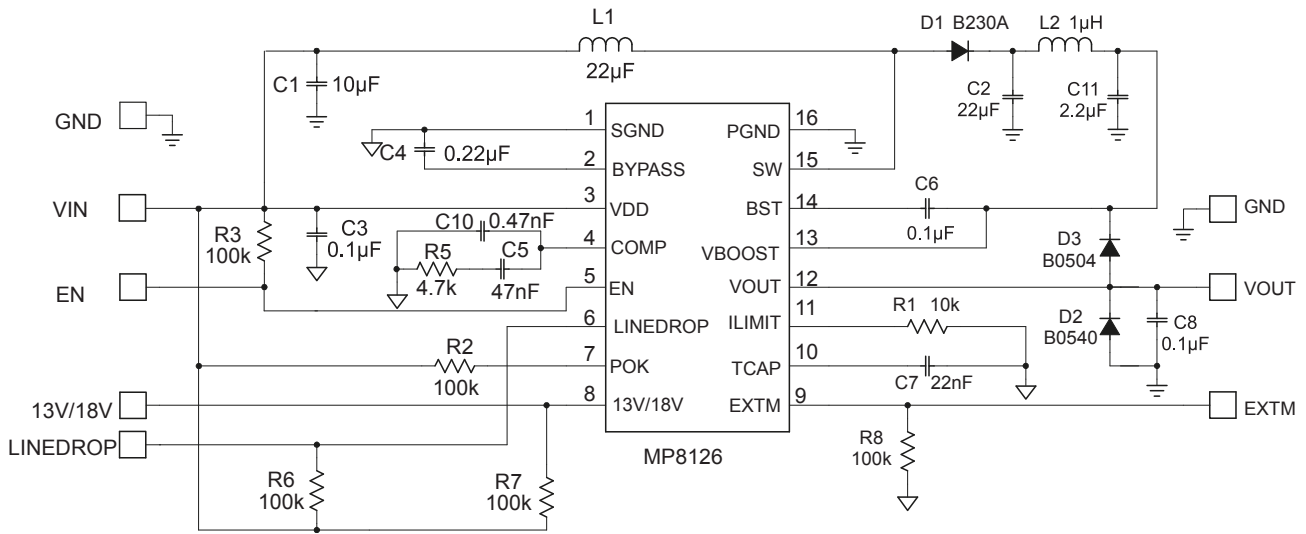 L1
22µF
D1 B230A
L2 1µH
C1
10µF
C2
22µF
C11
2.2µF
GND
1
SGND
PGND
16
C4
0.22µF
2
BYPASS
SW
15
VIN
3
VDD
BST
14
C6
0.1µF
GND
R3
100k
C3
0.1µF
C10
0.47nF
4
COMP
VBOOST
13
D3
B0504
R5
4.7k
C5
47nF
EN
5
EN
VOUT
12
VOUT
6
LINEDROP
ILIMIT
11
R1 10k
D2
B0540
C8
0.1µF
R2
100k
7
POK
TCAP
10
C7
22nF
13V/18V
8
13V/18V
EXTM
9
EXTM
LINEDROP
MP8126
R6
100k
R7
100k
R8
100k